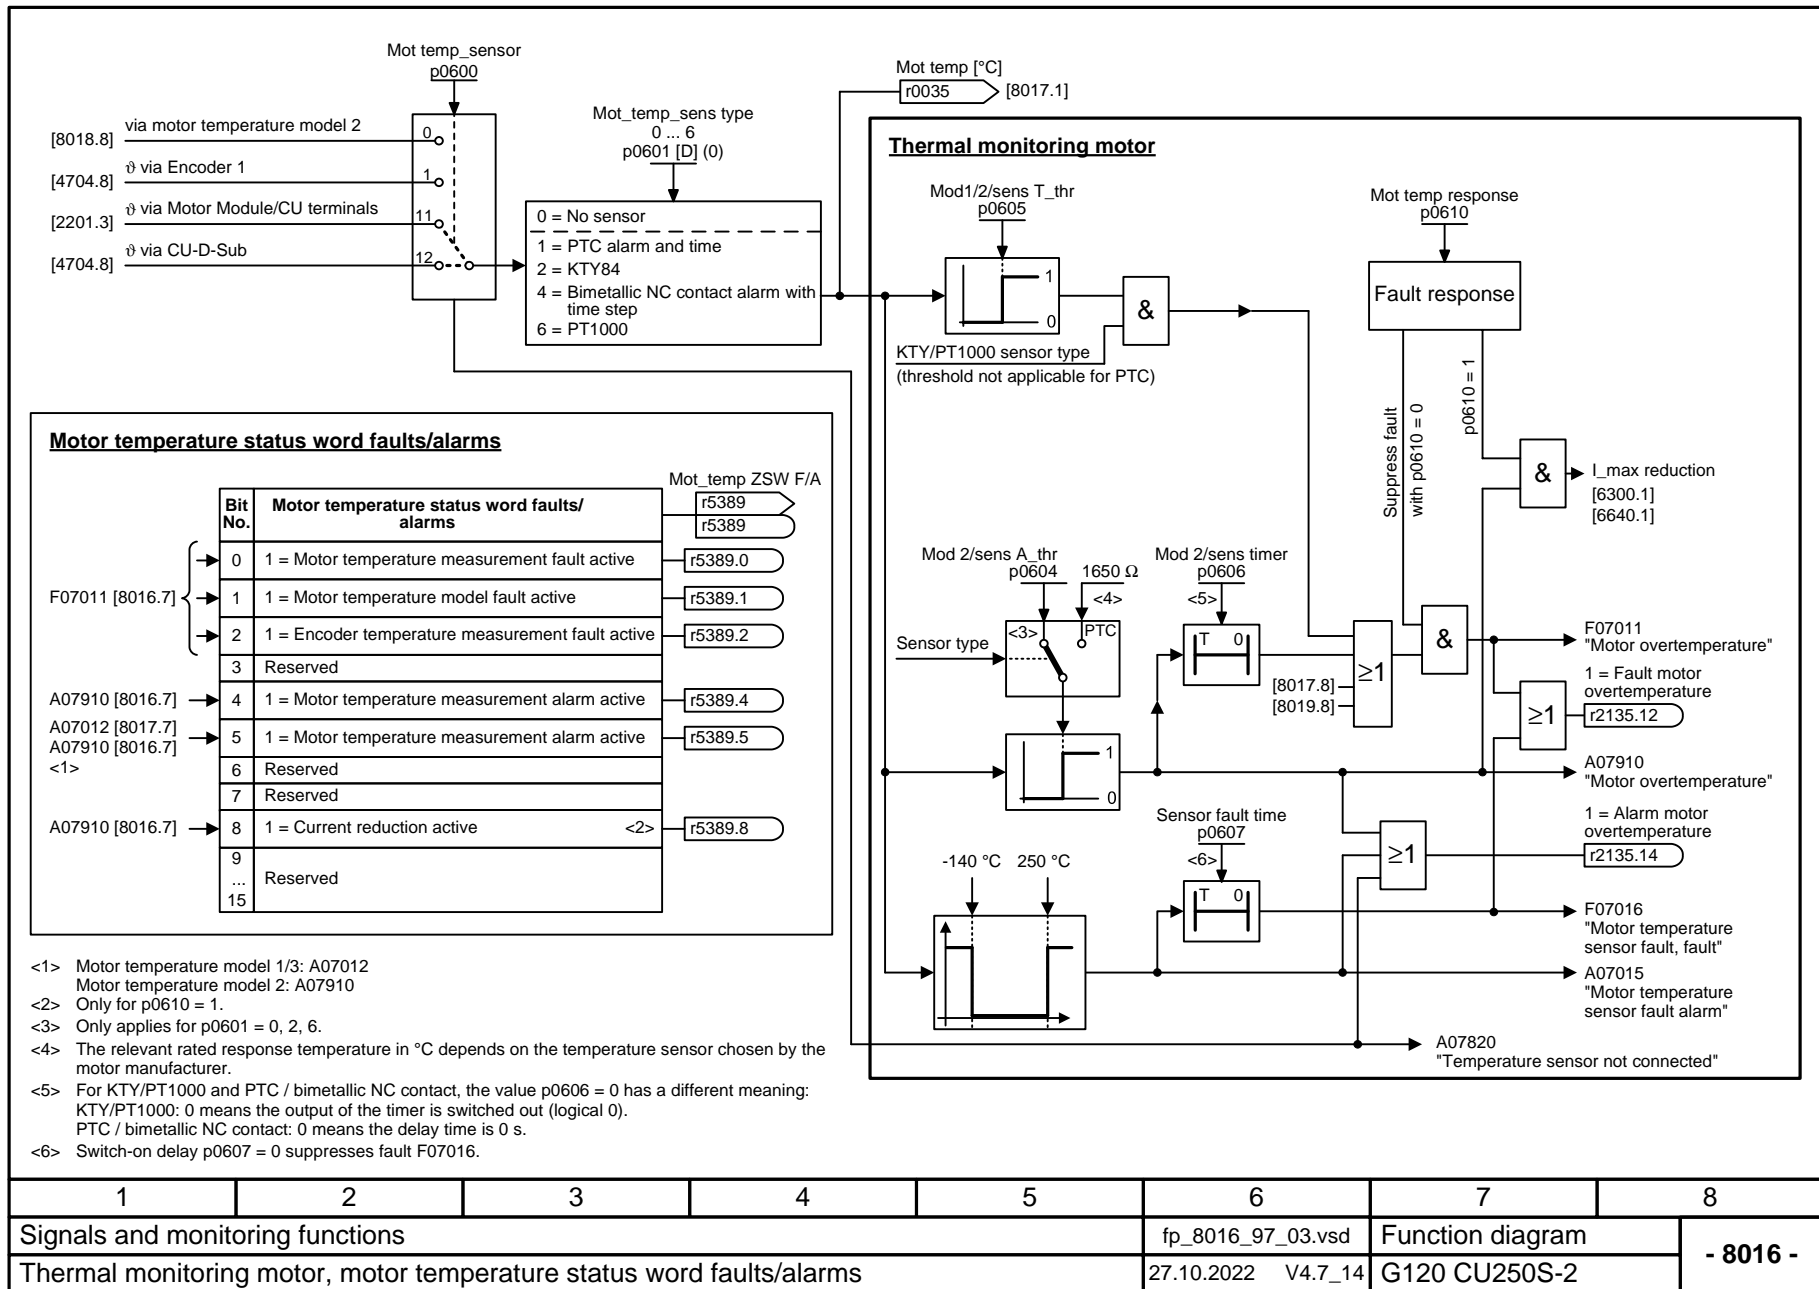 Mot temp_sensor
p0600
[8018.8]
via motor temperature model 2
0
[4704.8]
ϑ via Encoder 1
1
[2201.3]
ϑ via Motor Module/CU terminals
11
[4704.8]
ϑ via CU-D-Sub
12
Mot_temp_sens type
0 ... 6
p0601 [D] (0)
0 = No sensor
1 = PTC alarm and time
2 = KTY84
4 = Bimetallic NC contact alarm with
time step
6 = PT1000
Mot temp [°C]
r0035
[8017.1]
Thermal monitoring motor
Mod1/2/sens T_thr
p0605
1
0
&
KTY/PT1000 sensor type
(threshold not applicable for PTC)
Mot temp response
p0610
Fault response
Suppress fault
with p0610 = 0
p0610 = 1
&
I_max reduction
[6300.1]
[6640.1]
Mod 2/sens A_thr
p0604
1650 Ω
<4>
<3>
PTC
Sensor type
Mod 2/sens timer
p0606
<5>
T 0
[8017.8]
[8019.8]
≥1
&
F07011
"Motor overtemperature"
1 = Fault motor
overtemperature
≥1
r2135.12
1
0
A07910
"Motor overtemperature"
Sensor fault time
p0607
<6>
T 0
≥1
1 = Alarm motor
overtemperature
r2135.14
-140 °C 250 °C
F07016
"Motor temperature
sensor fault, fault"
A07015
"Motor temperature
sensor fault alarm"
A07820
"Temperature sensor not connected"
Motor temperature status word faults/alarms
Mot_temp ZSW F/A
r5389
r5389
Bit
No.
Motor temperature status word faults/
alarms
F07011 [8016.7]
0 1 = Motor temperature measurement fault active r5389.0
1 1 = Motor temperature model fault active r5389.1
2 1 = Encoder temperature measurement fault active r5389.2
3 Reserved
A07910 [8016.7] 4 1 = Motor temperature measurement alarm active r5389.4
A07012 [8017.7]
A07910 [8016.7]
<1>
5 1 = Motor temperature measurement alarm active r5389.5
6 Reserved
7 Reserved
A07910 [8016.7] 8 1 = Current reduction active <2> r5389.8
9
...
15
Reserved
<1> Motor temperature model 1/3: A07012
Motor temperature model 2: A07910
<2> Only for p0610 = 1.
<3> Only applies for p0601 = 0, 2, 6.
<4> The relevant rated response temperature in °C depends on the temperature sensor chosen by the
motor manufacturer.
<5> For KTY/PT1000 and PTC / bimetallic NC contact, the value p0606 = 0 has a different meaning:
KTY/PT1000: 0 means the output of the timer is switched out (logical 0).
PTC / bimetallic NC contact: 0 means the delay time is 0 s.
<6> Switch-on delay p0607 = 0 suppresses fault F07016.
1 2 3 4 5 6 7 8
Signals and monitoring functions
fp_8016_97_03.vsd
Function diagram
- 8016 -
Thermal monitoring motor, motor temperature status word faults/alarms
27.10.2022 V4.7_14
G120 CU250S-2